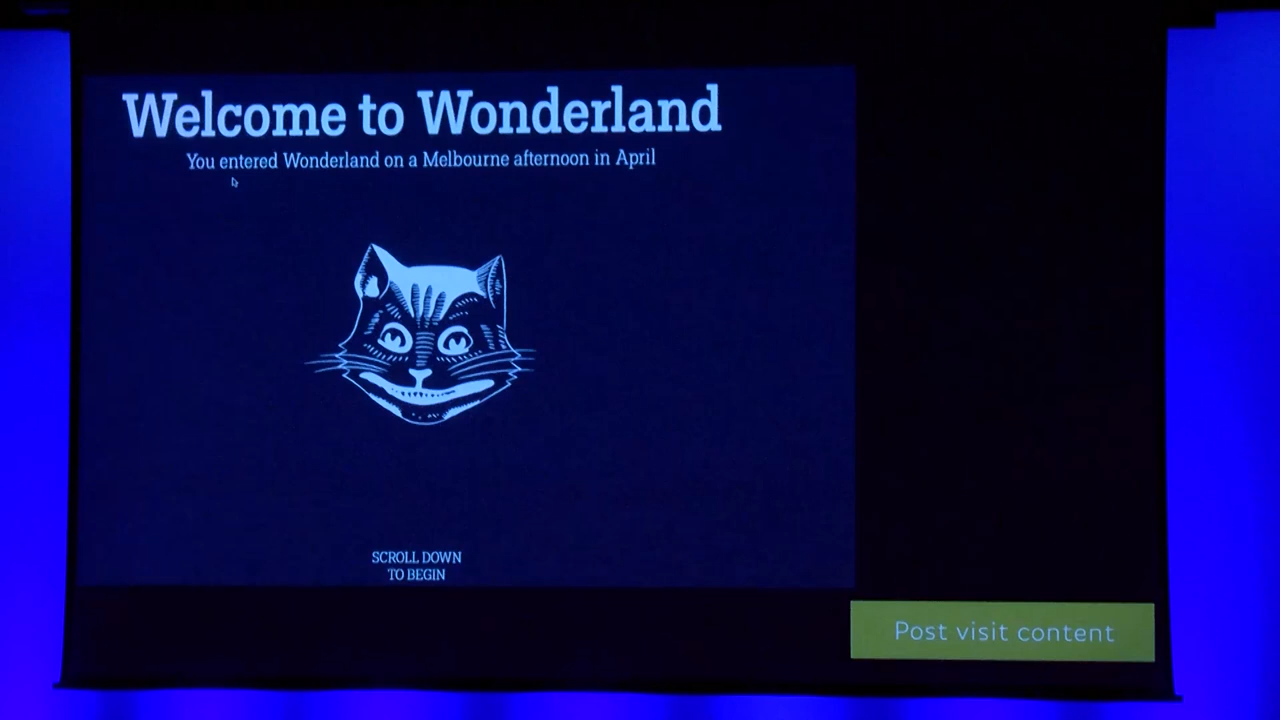 Welcome to Wonderland
You entered Wonderland on a Melbourne afternoon in April
SCROLL DOWN
TO BEGIN
Post visit content